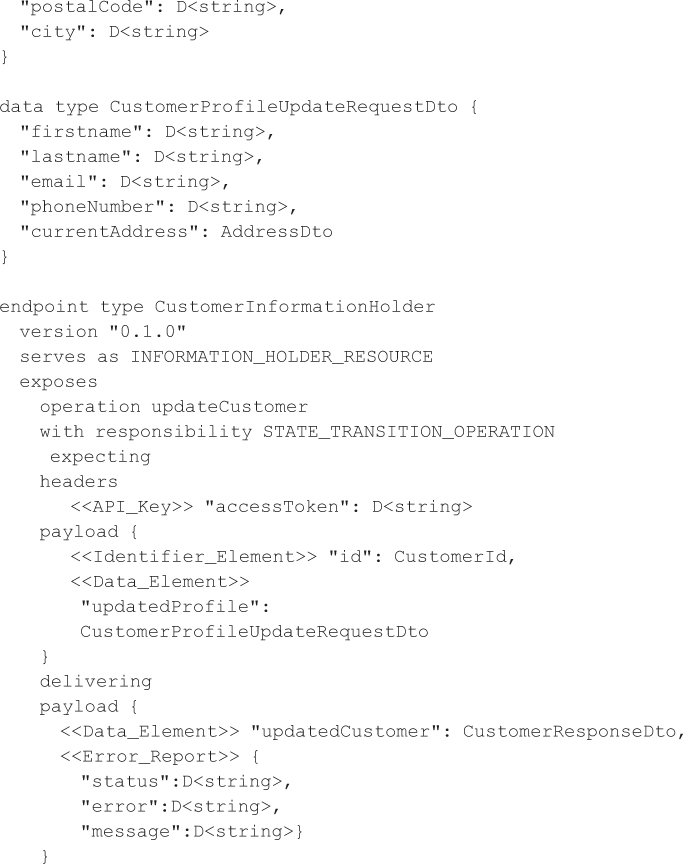 "postalCode": D<string>,
"city": D<string>
}
data type CustomerProfileUpdateRequestDto {
"firstname": D<string>,
"lastname": D<string>,
"email": D<string>,
"phoneNumber": D<string>,
"currentAddress": AddressDto
}
endpoint type CustomerInformationHolder
version "0.1.0"
serves as INFORMATION_HOLDER_RESOURCE
exposes
operation updateCustomer
with responsibility STATE_TRANSITION_OPERATION
expecting
headers
<<API_Key>> "accessToken": D<string>
payload {
<<Identifier_Element>> "id": CustomerId,
<<Data_Element>>
"updatedProfile":
CustomerProfileUpdateRequestDto
}
delivering
payload {
<<Data_Element>> "updatedCustomer": CustomerResponseDto,
<<Error_Report>> {
"status":D<string>,
"error":D<string>,
"message":D<string>}
}